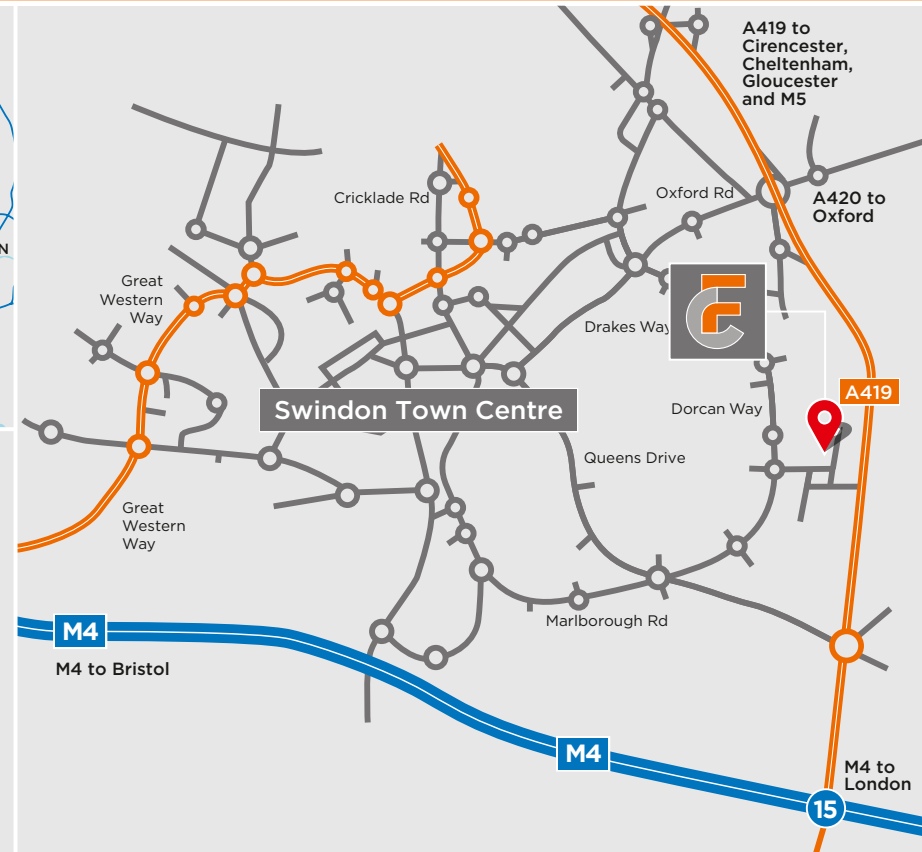 A419 to
Cirencester,
Cheltenham,
Gloucester
and M5
Cricklade Rd
Oxford Rd
A420 to
Oxford
N
Great
Western
Way
Drakes Way
A419
Swindon Town Centre
Dorcan Way
Queens Drive
Great
Western
Way
Marlborough Rd
M4
M4 to Bristol
M4
M4 to
London
15